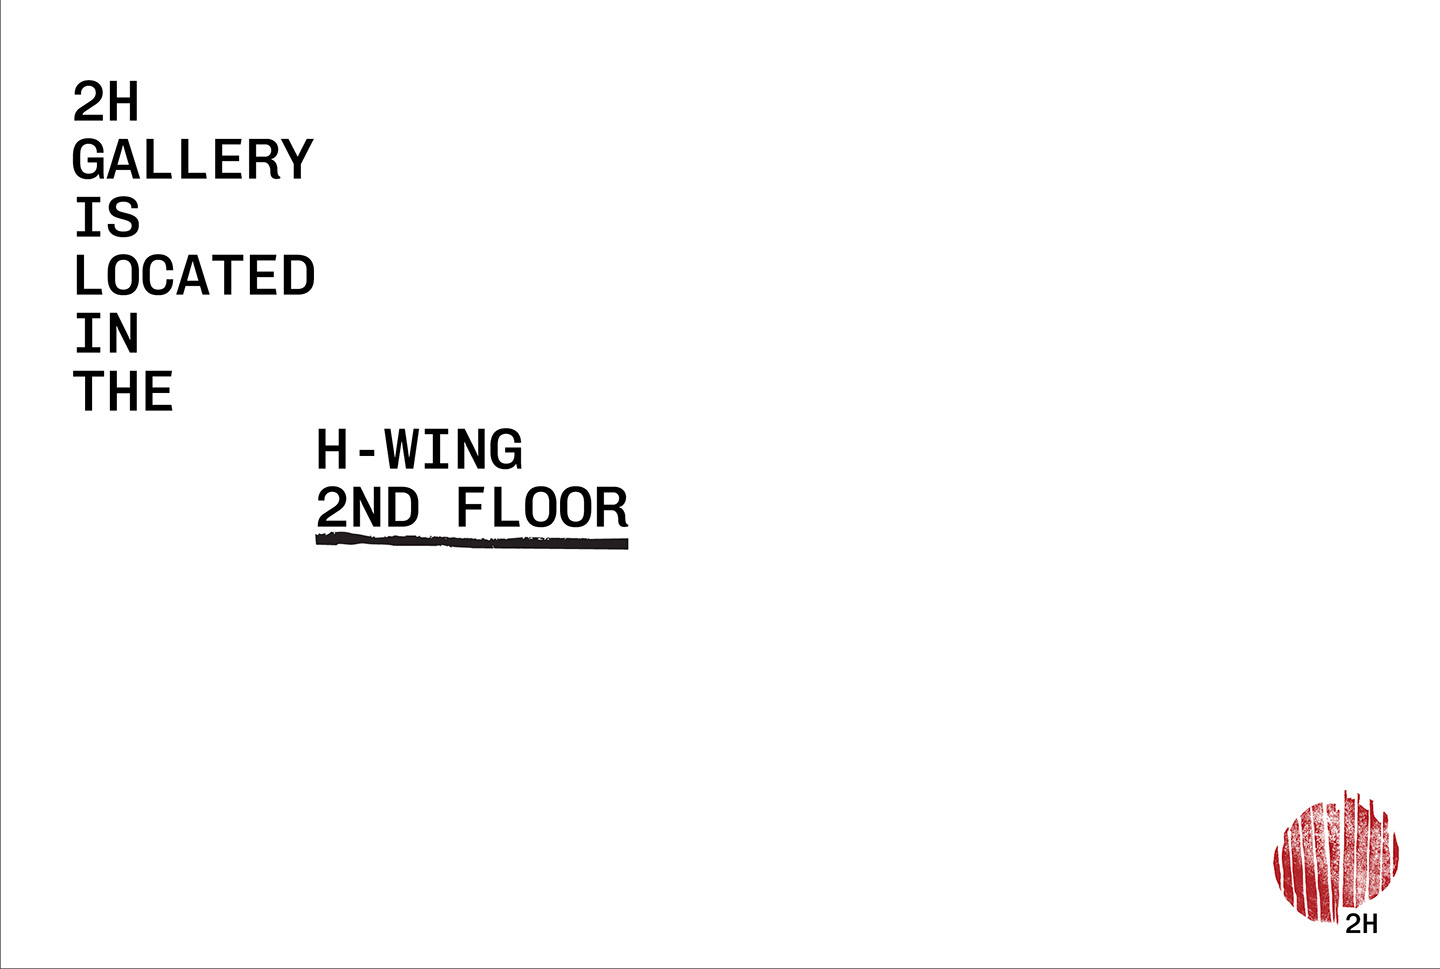 2H
GALLERY
IS
LOCATED
IN
THE
H-WING
2ND FLOOR
2H